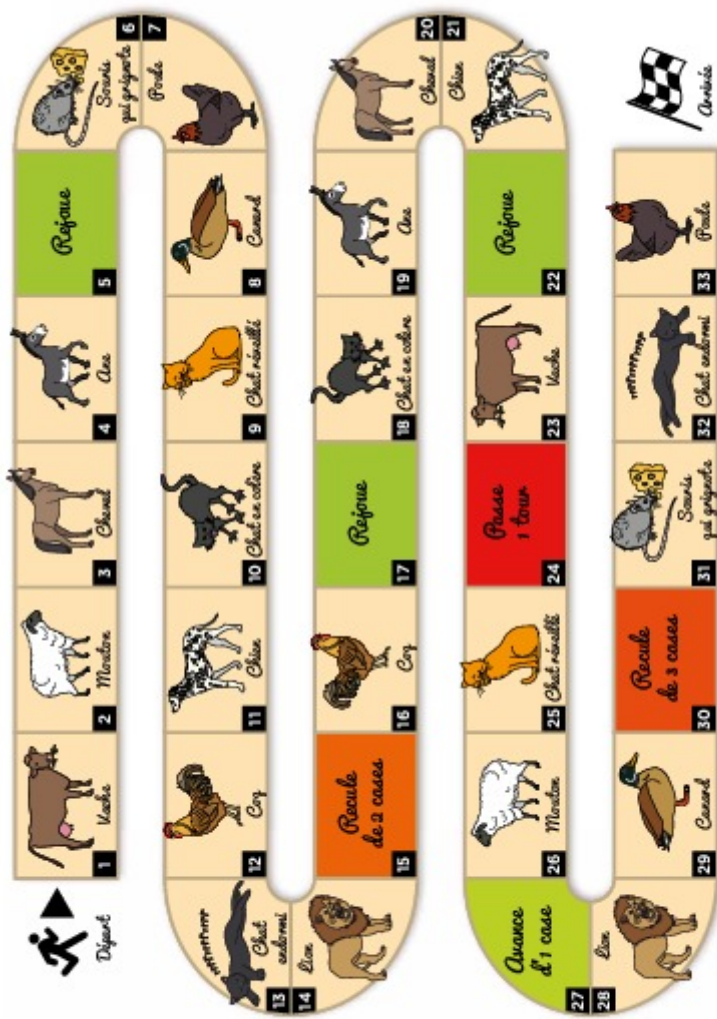 Départ
1
Vache
2
Mouton
3
Cheval
4
Ane
5
Rejoue
6
Souris
qui grignote
7
Poule
8
Canard
9
Chat réveillé
10
Chat en colère
11
Chien
12
Coq
13
Chat
endormi
14
Lion
15
Recule
de 2 cases
16
Coq
17
Rejoue
18
Chat en colère
19
Ane
20
Cheval
21
Chien
22
Rejoue
23
Vache
24
Passe
1 tour
25
Chat réveillé
26
Mouton
27
Avance
d'1 case
28
Lion
29
Canard
30
Recule
de 3 cases
31
Souris
qui grignote
32
Chat endormi
33
Poule
Arrivée